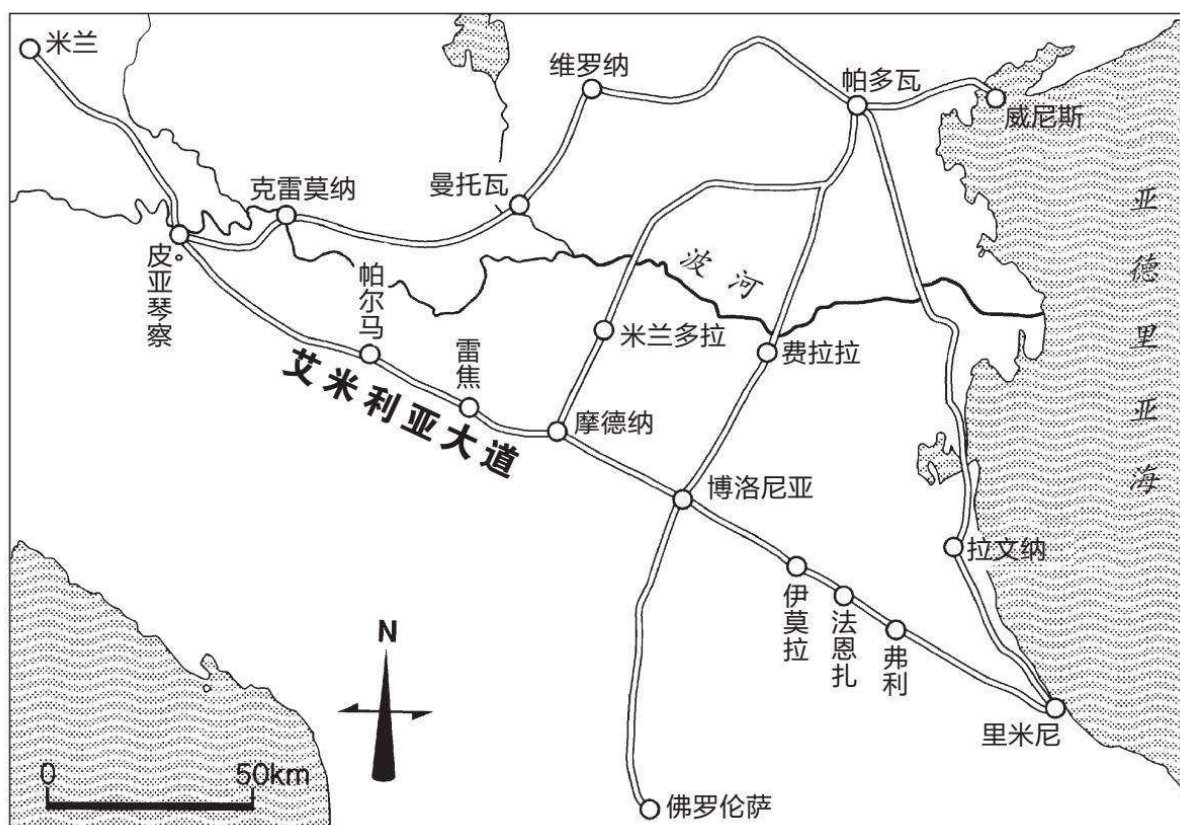 米兰
维罗纳
帕多瓦
威尼斯
克雷莫纳
曼托瓦
皮亚琴察
帕尔马
波河
亚德里亚海
米兰多拉
费拉拉
雷焦
艾米利亚大道
摩德纳
博洛尼亚
拉文纳
伊莫拉
法恩扎
弗利
里米尼
N
0 50km
佛罗伦萨